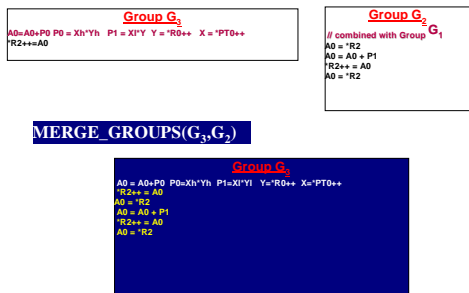 Group G3
A0=A0+P0 P0 = Xh*Yh P1 = Xl*Y Y = *R0++ X = *PT0++
*R2++=A0
Group G2
// combined with Group G1
A0 = *R2
A0 = A0 + P1
*R2++ = A0
A0 = *R2
MERGE_GROUPS(G3,G2)
Group G3
A0 = A0+P0 P0=Xh*Yh P1=Xl*Yl Y=*R0++ X=*PT0++
*R2++ = A0
A0 = *R2
A0 = A0 + P1
*R2++ = A0
A0 = *R2